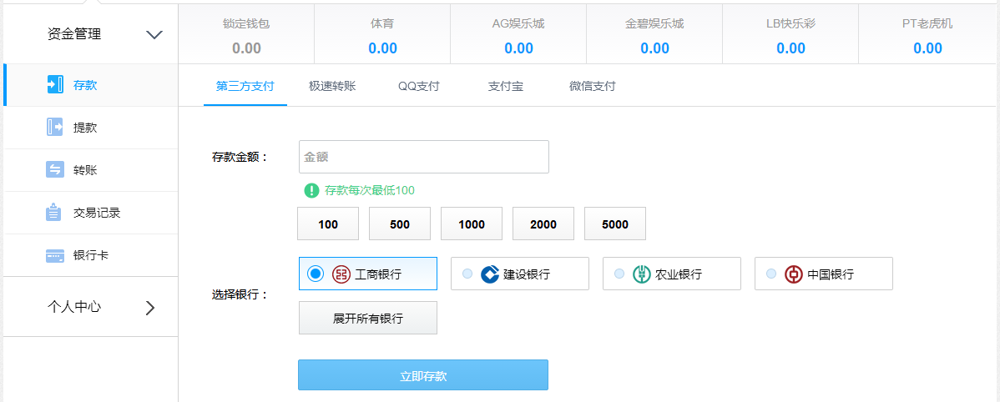 资金管理
存款
提款
转账
交易记录
银行卡
个人中心
锁定钱包 体育 AG娱乐城 金碧娱乐城 LB快乐彩 PT老虎机
0.00 0.00 0.00 0.00 0.00 0.00
第三方支付 极速转账 QQ支付 支付宝 微信支付
存款金额： 金额
存款每次最低100
100 500 1000 2000 5000
选择银行：
工商银行 建设银行 农业银行 中国银行
展开所有银行
立即存款